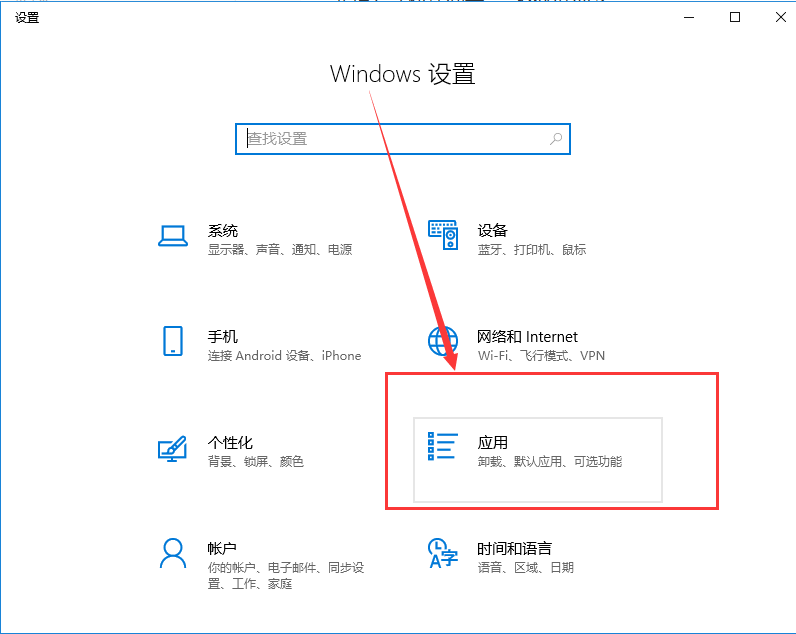 设置
Windows 设置
查找设置
系统
显示器、声音、通知、电源
设备
蓝牙、打印机、鼠标
手机
连接 Android 设备、iPhone
网络和 Internet
Wi-Fi、飞行模式、VPN
个性化
背景、锁屏、颜色
应用
卸载、默认应用、可选功能
帐户
你的帐户、电子邮件、同步设
置、工作、家庭
时间和语言
语音、区域、日期